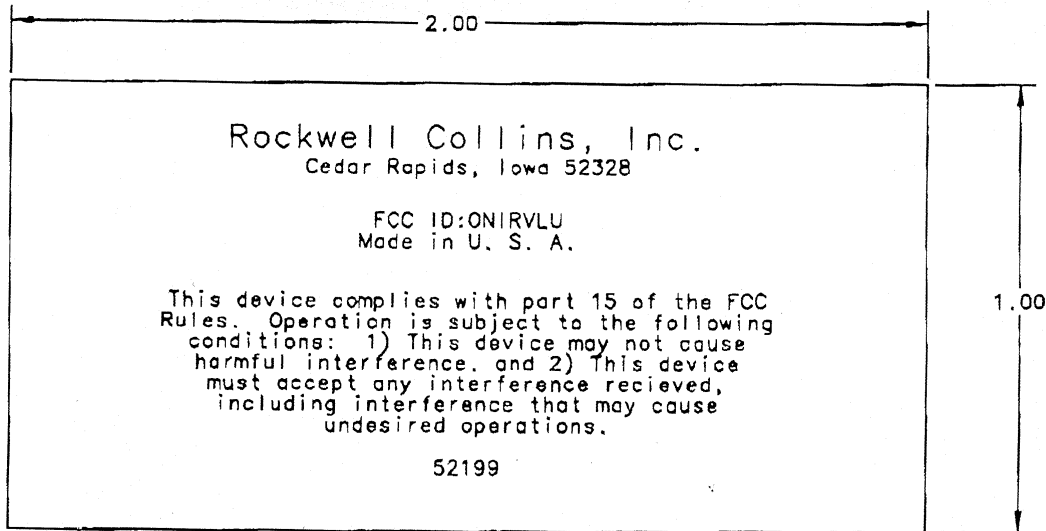 2.00
Rockwell Collins, Inc.
Cedar Rapids, Iowa 52328
FCC ID:ONIRVLU
Made in U. S. A.
This device complies with part 15 of the FCC
Rules. Operation is subject to the following
conditions: 1) This device may not cause
harmful interference. and 2) This device
must accept any interference recieved,
including interference that may cause
undesired operations.
52199
1.00